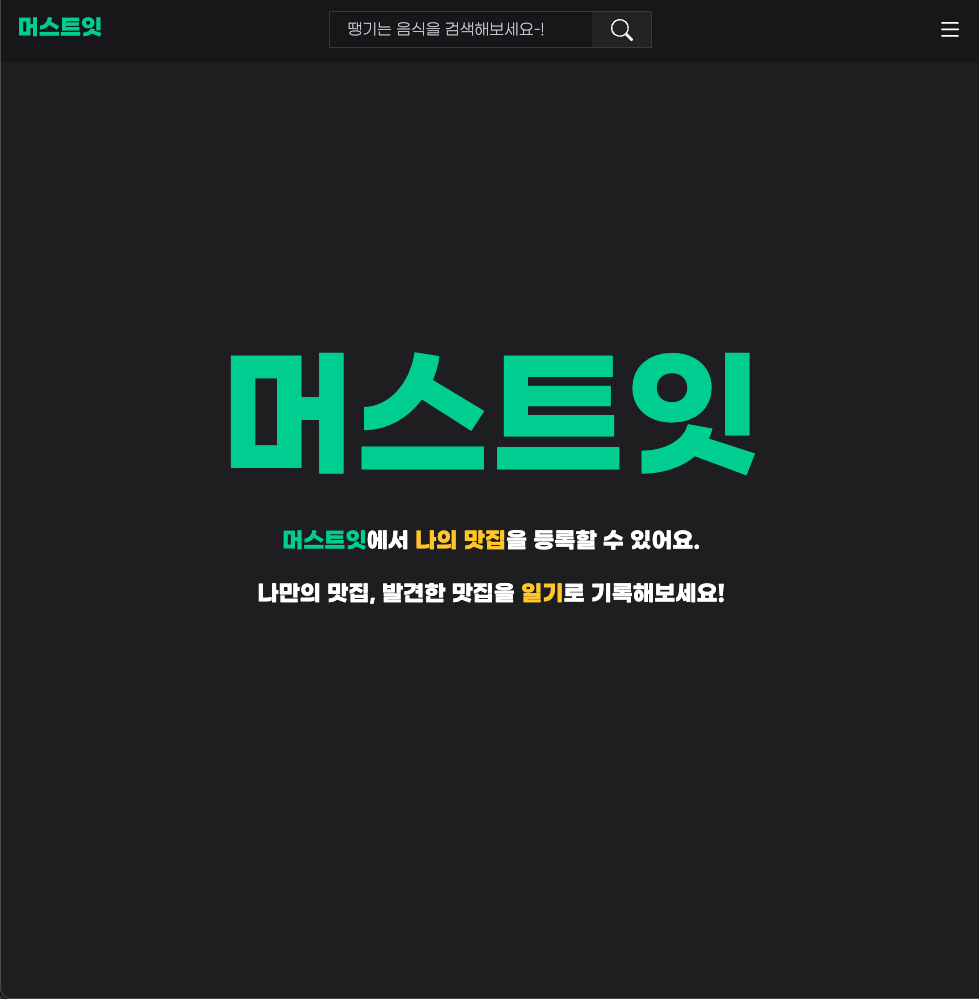 머스트잇
땡기는 음식을 검색해보세요~!
머스트잇
머스트잇에서 나의 맛집을 등록할 수 있어요.
나만의 맛집, 발견한 맛집을 일기로 기록해보세요!